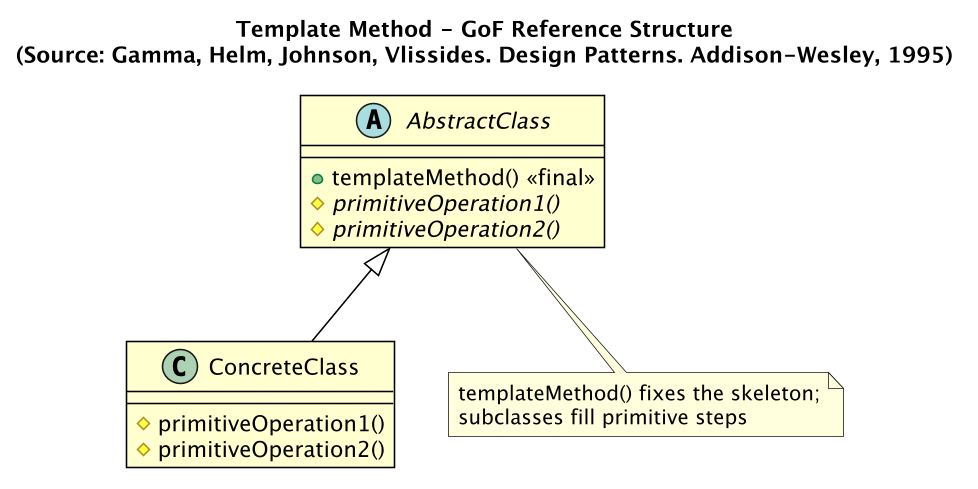 Template Method – GoF Reference Structure
(Source: Gamma, Helm, Johnson, Vlissides. Design Patterns. Addison-Wesley, 1995)
A AbstractClass
templateMethod() «final»
primitiveOperation1()
primitiveOperation2()
C ConcreteClass
primitiveOperation1()
primitiveOperation2()
templateMethod() fixes the skeleton;
subclasses fill primitive steps